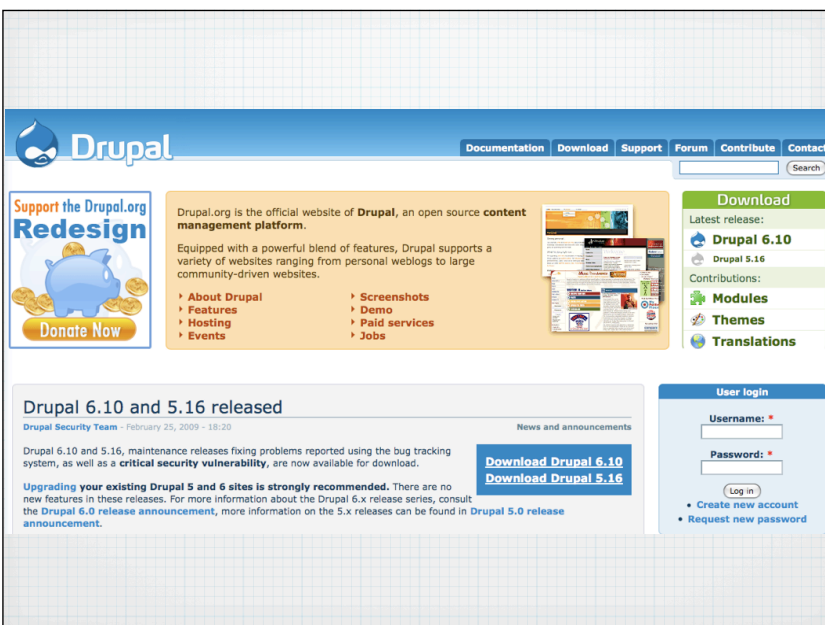 Drupal
Documentation Download Support Forum Contribute Contact
Search
Support the Drupal.org
Redesign
Donate Now
Drupal.org is the official website of Drupal, an open source content
management platform.
Equipped with a powerful blend of features, Drupal supports a
variety of websites ranging from personal weblogs to large
community-driven websites.
About Drupal
Features
Hosting
Events
Screenshots
Demo
Paid services
Jobs
Download
Latest release:
Drupal 6.10
Drupal 5.16
Contributions:
Modules
Themes
Translations
Drupal 6.10 and 5.16 released
Drupal Security Team - February 25, 2009 - 18:20
News and announcements
Drupal 6.10 and 5.16, maintenance releases fixing problems reported using the bug tracking
system, as well as a critical security vulnerability, are now available for download.
Download Drupal 6.10
Download Drupal 5.16
Upgrading your existing Drupal 5 and 6 sites is strongly recommended. There are no
new features in these releases. For more information about the Drupal 6.x release series, consult
the Drupal 6.0 release announcement, more information on the 5.x releases can be found in Drupal 5.0 release
announcement.
User login
Username: *
Password: *
Log in
• Create new account
• Request new password